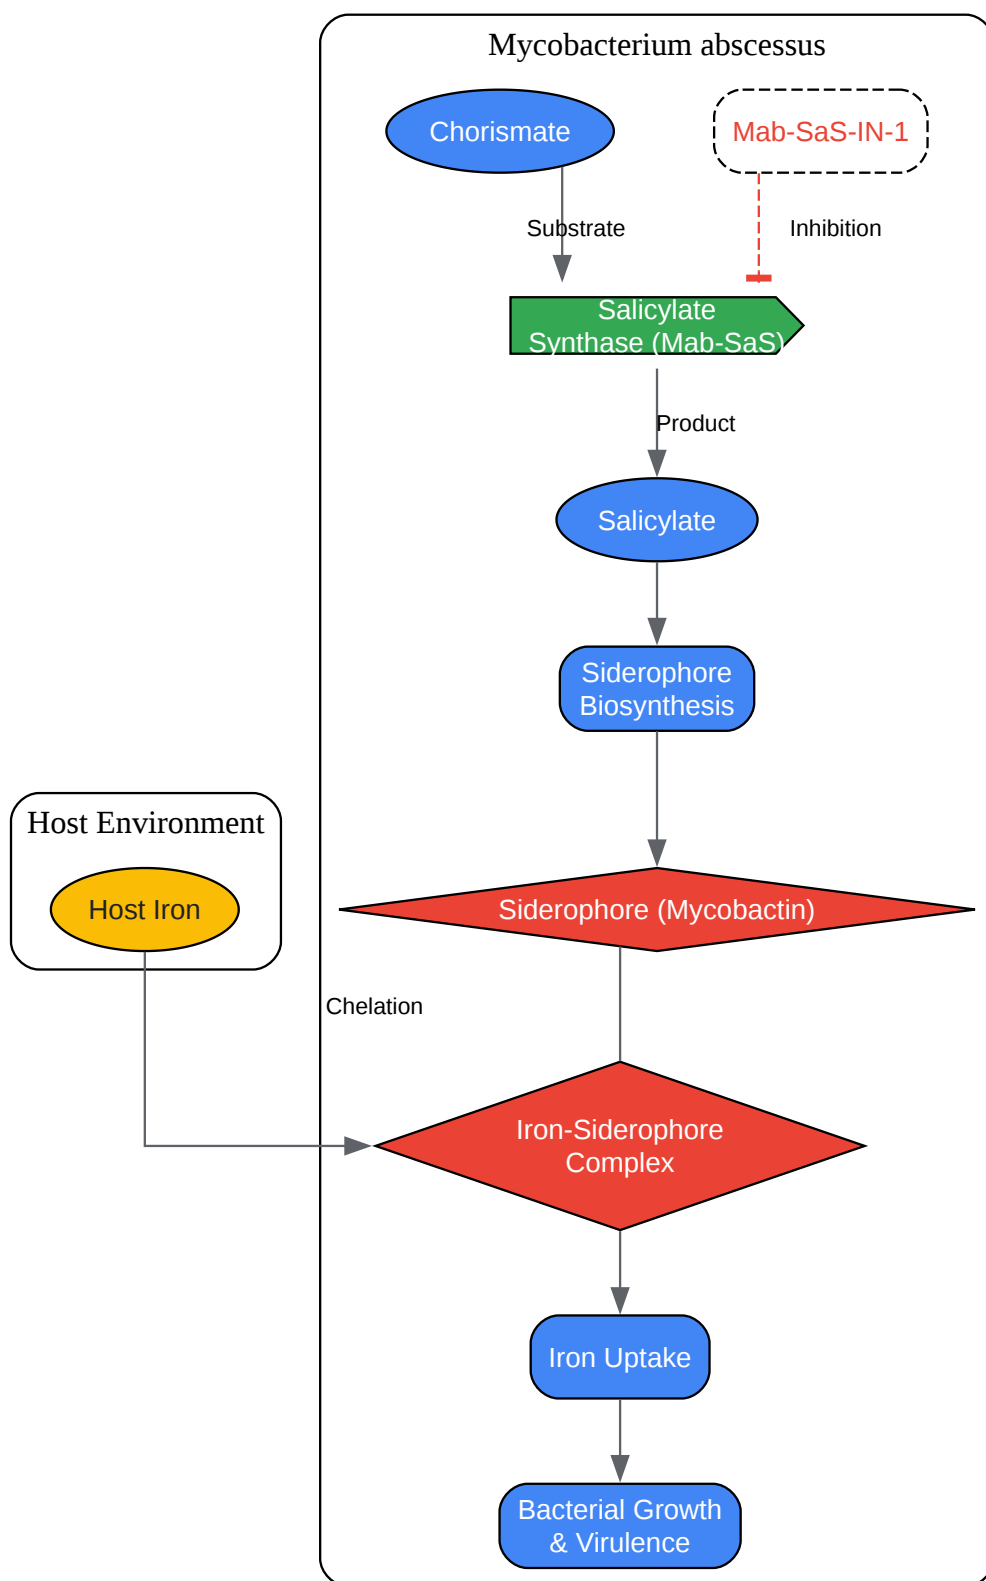 Mycobacterium abscessus
Chorismate
Mab-SaS-IN-1
Substrate
Inhibition
Salicylate
Synthase (Mab-SaS)
Product
Salicylate
Siderophore
Biosynthesis
Host Environment
Host Iron
Siderophore (Mycobactin)
Chelation
Iron-Siderophore
Complex
Iron Uptake
Bacterial Growth
& Virulence